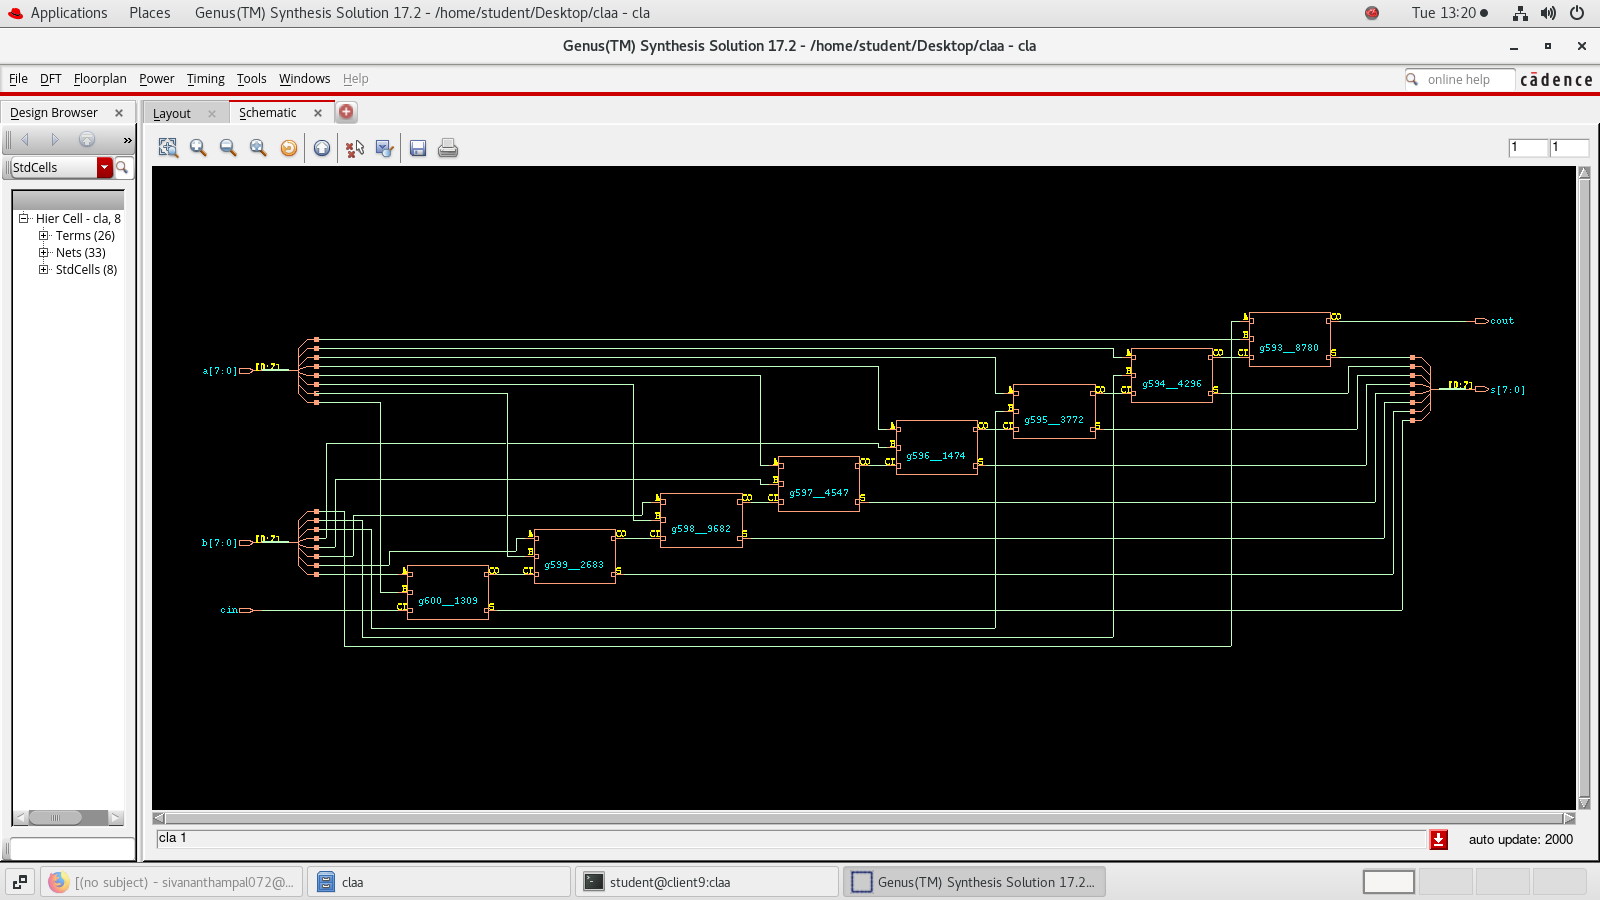 Applications Places Genus(TM) Synthesis Solution 17.2 - /home/student/Desktop/claa - cla Tue 13:20
Genus(TM) Synthesis Solution 17.2 - /home/student/Desktop/claa - cla
File DFT Floorplan Power Timing Tools Windows Help online help cādence
Design Browser
Layout Schematic
»
StdCells
1 1
Hier Cell - cla, 8
Terms (26)
Nets (33)
StdCells (8)
A CO cout
B
CI g593__8780 S
A CO
B
CI g594__4296 S
a[7:0] [0:7]
[0:7] s[7:0]
A CO
B
CI g595__3772 S
A CO
B
CI g596__1474 S
A CO
B
CI g597__4547 S
A CO
B
CI g598__9682 S
b[7:0] [0:7]
A CO
B
CI g599__2683 S
A CO
B
CI g600__1309 S
cin
cla 1 auto update: 2000
[(no subject) - sivananthampal072@... claa student@client9:claa Genus(TM) Synthesis Solution 17.2...